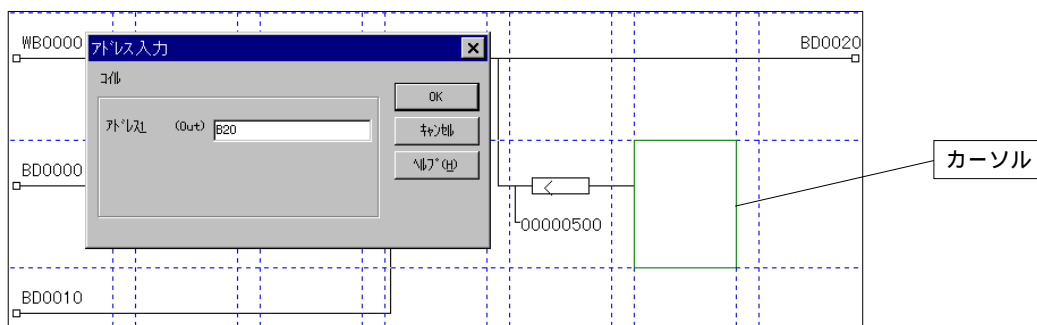 WB0000
BD0020
ｱﾄﾞﾚｽ入力
ｺｲﾙ
ｱﾄﾞﾚｽ1 (Out) B20
OK
ｷｬﾝｾﾙ
ﾍﾙﾌﾟ(H)
BD0000
<
00000500
カーソル
BD0010